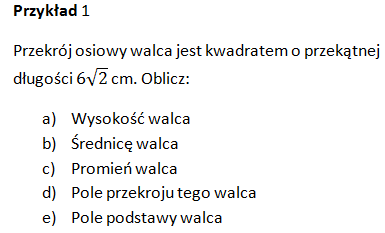 Przykład 1
Przekrój osiowy walca jest kwadratem o przekątnej
długości 6√2 cm. Oblicz:
a) Wysokość walca
b) Średnicę walca
c) Promień walca
d) Pole przekroju tego walca
e) Pole podstawy walca